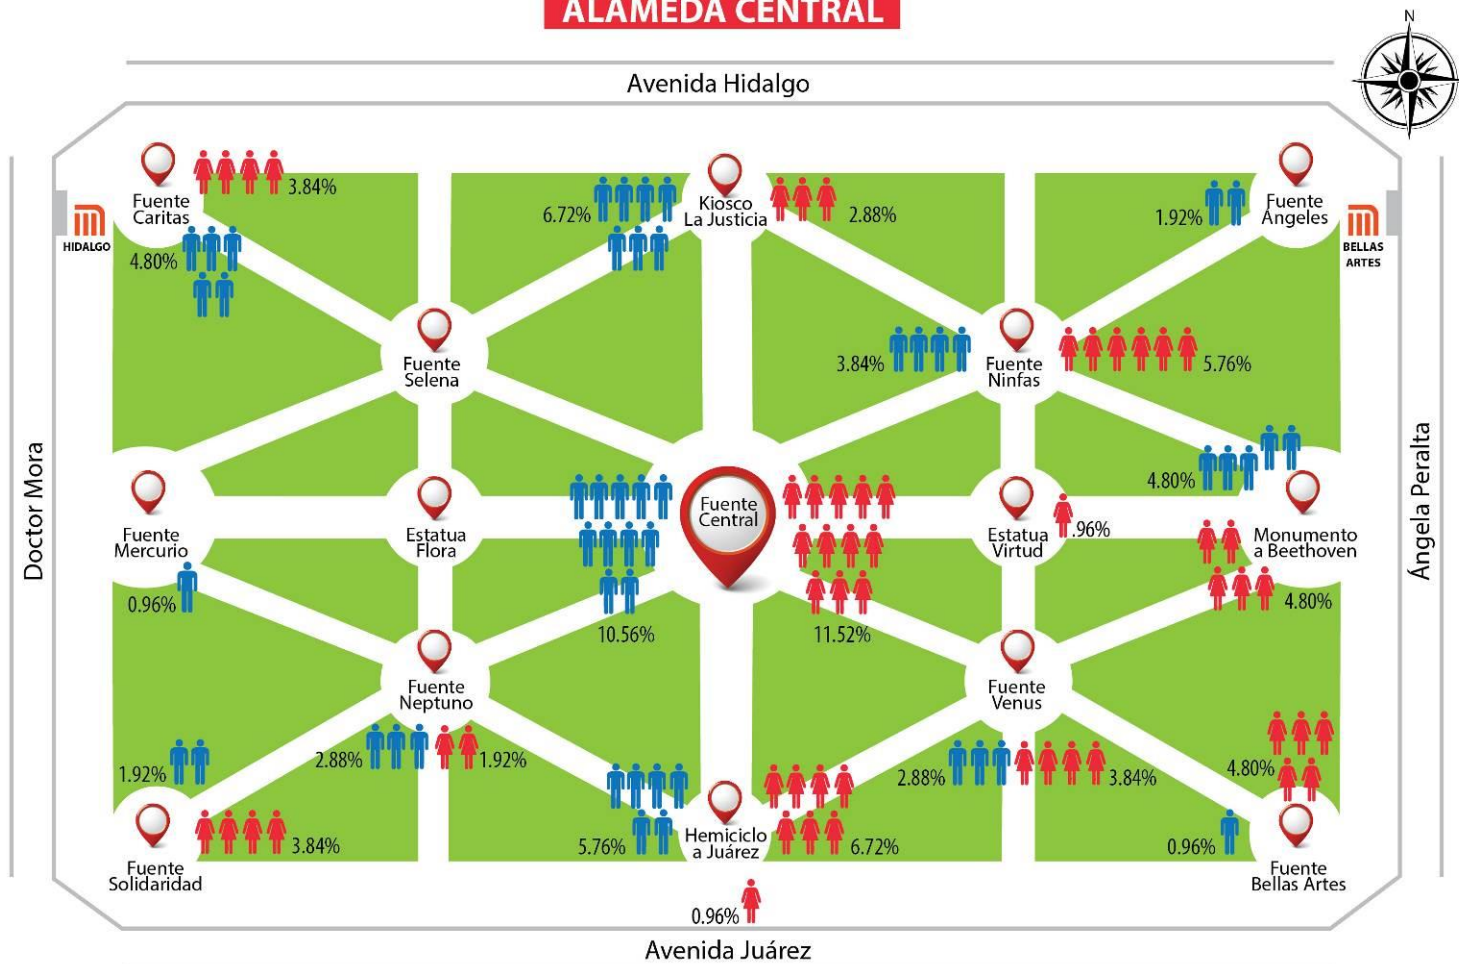 ALAMEDA CENTRAL
N
Avenida Hidalgo
Fuente
Caritas
3.84%
HIDALGO
4.80%
6.72%
Kiosco
La Justicia
2.88%
1.92%
Fuente
Ángeles
BELLAS
ARTES
Fuente
Selena
3.84%
Fuente
Ninfas
5.76%
Doctor Mora
Fuente
Mercurio
0.96%
Estatua
Flora
10.56%
Fuente
Central
11.52%
Estatua
Virtud
.96%
4.80%
Monumento
a Beethoven
4.80%
Ángela Peralta
Fuente
Neptuno
2.88%
1.92%
Fuente
Venus
2.88%
3.84%
1.92%
Fuente
Solidaridad
3.84%
5.76%
Hemiciclo
a Juárez
6.72%
4.80%
0.96%
Fuente
Bellas Artes
0.96%
Avenida Juárez